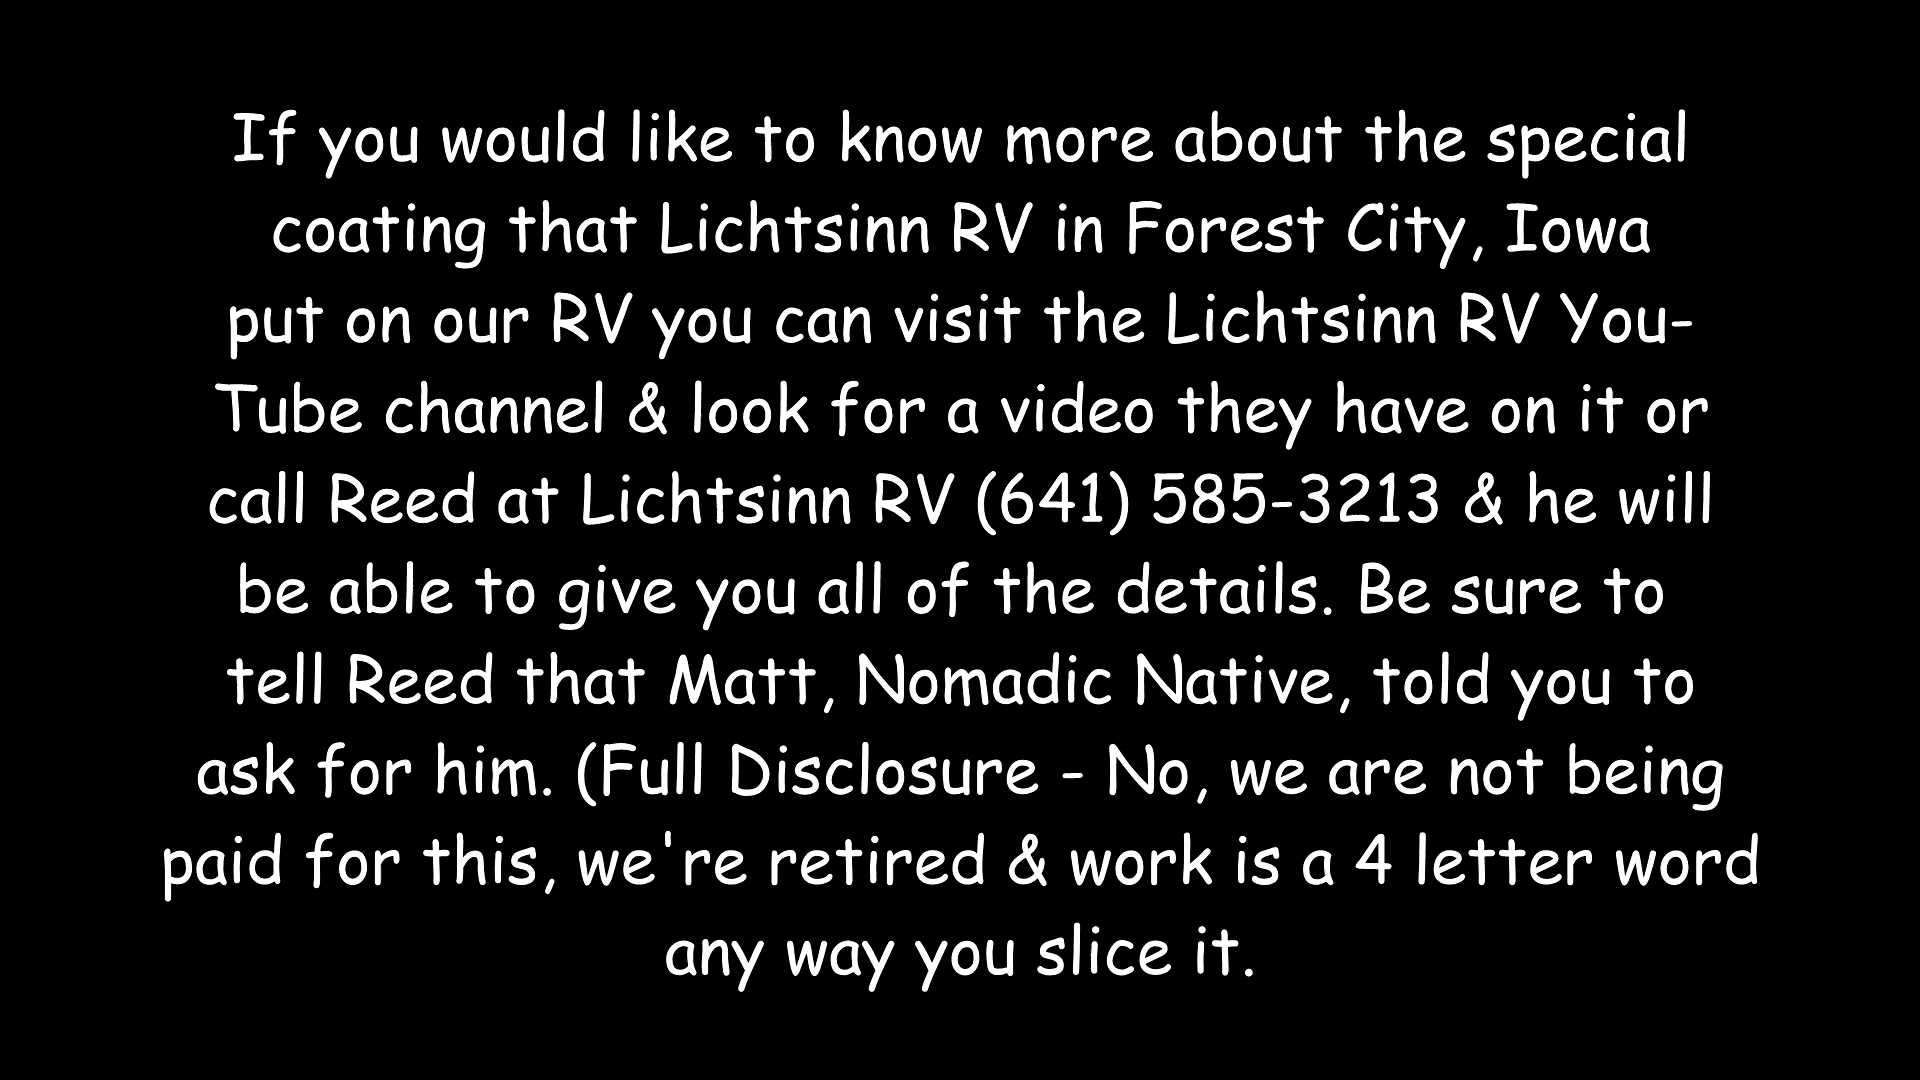 If you would like to know more about the special
coating that Lichtsinn RV in Forest City, Iowa
put on our RV you can visit the Lichtsinn RV You-
Tube channel & look for a video they have on it or
call Reed at Lichtsinn RV (641) 585-3213 & he will
be able to give you all of the details. Be sure to
tell Reed that Matt, Nomadic Native, told you to
ask for him. (Full Disclosure - No, we are not being
paid for this, we're retired & work is a 4 letter word
any way you slice it.